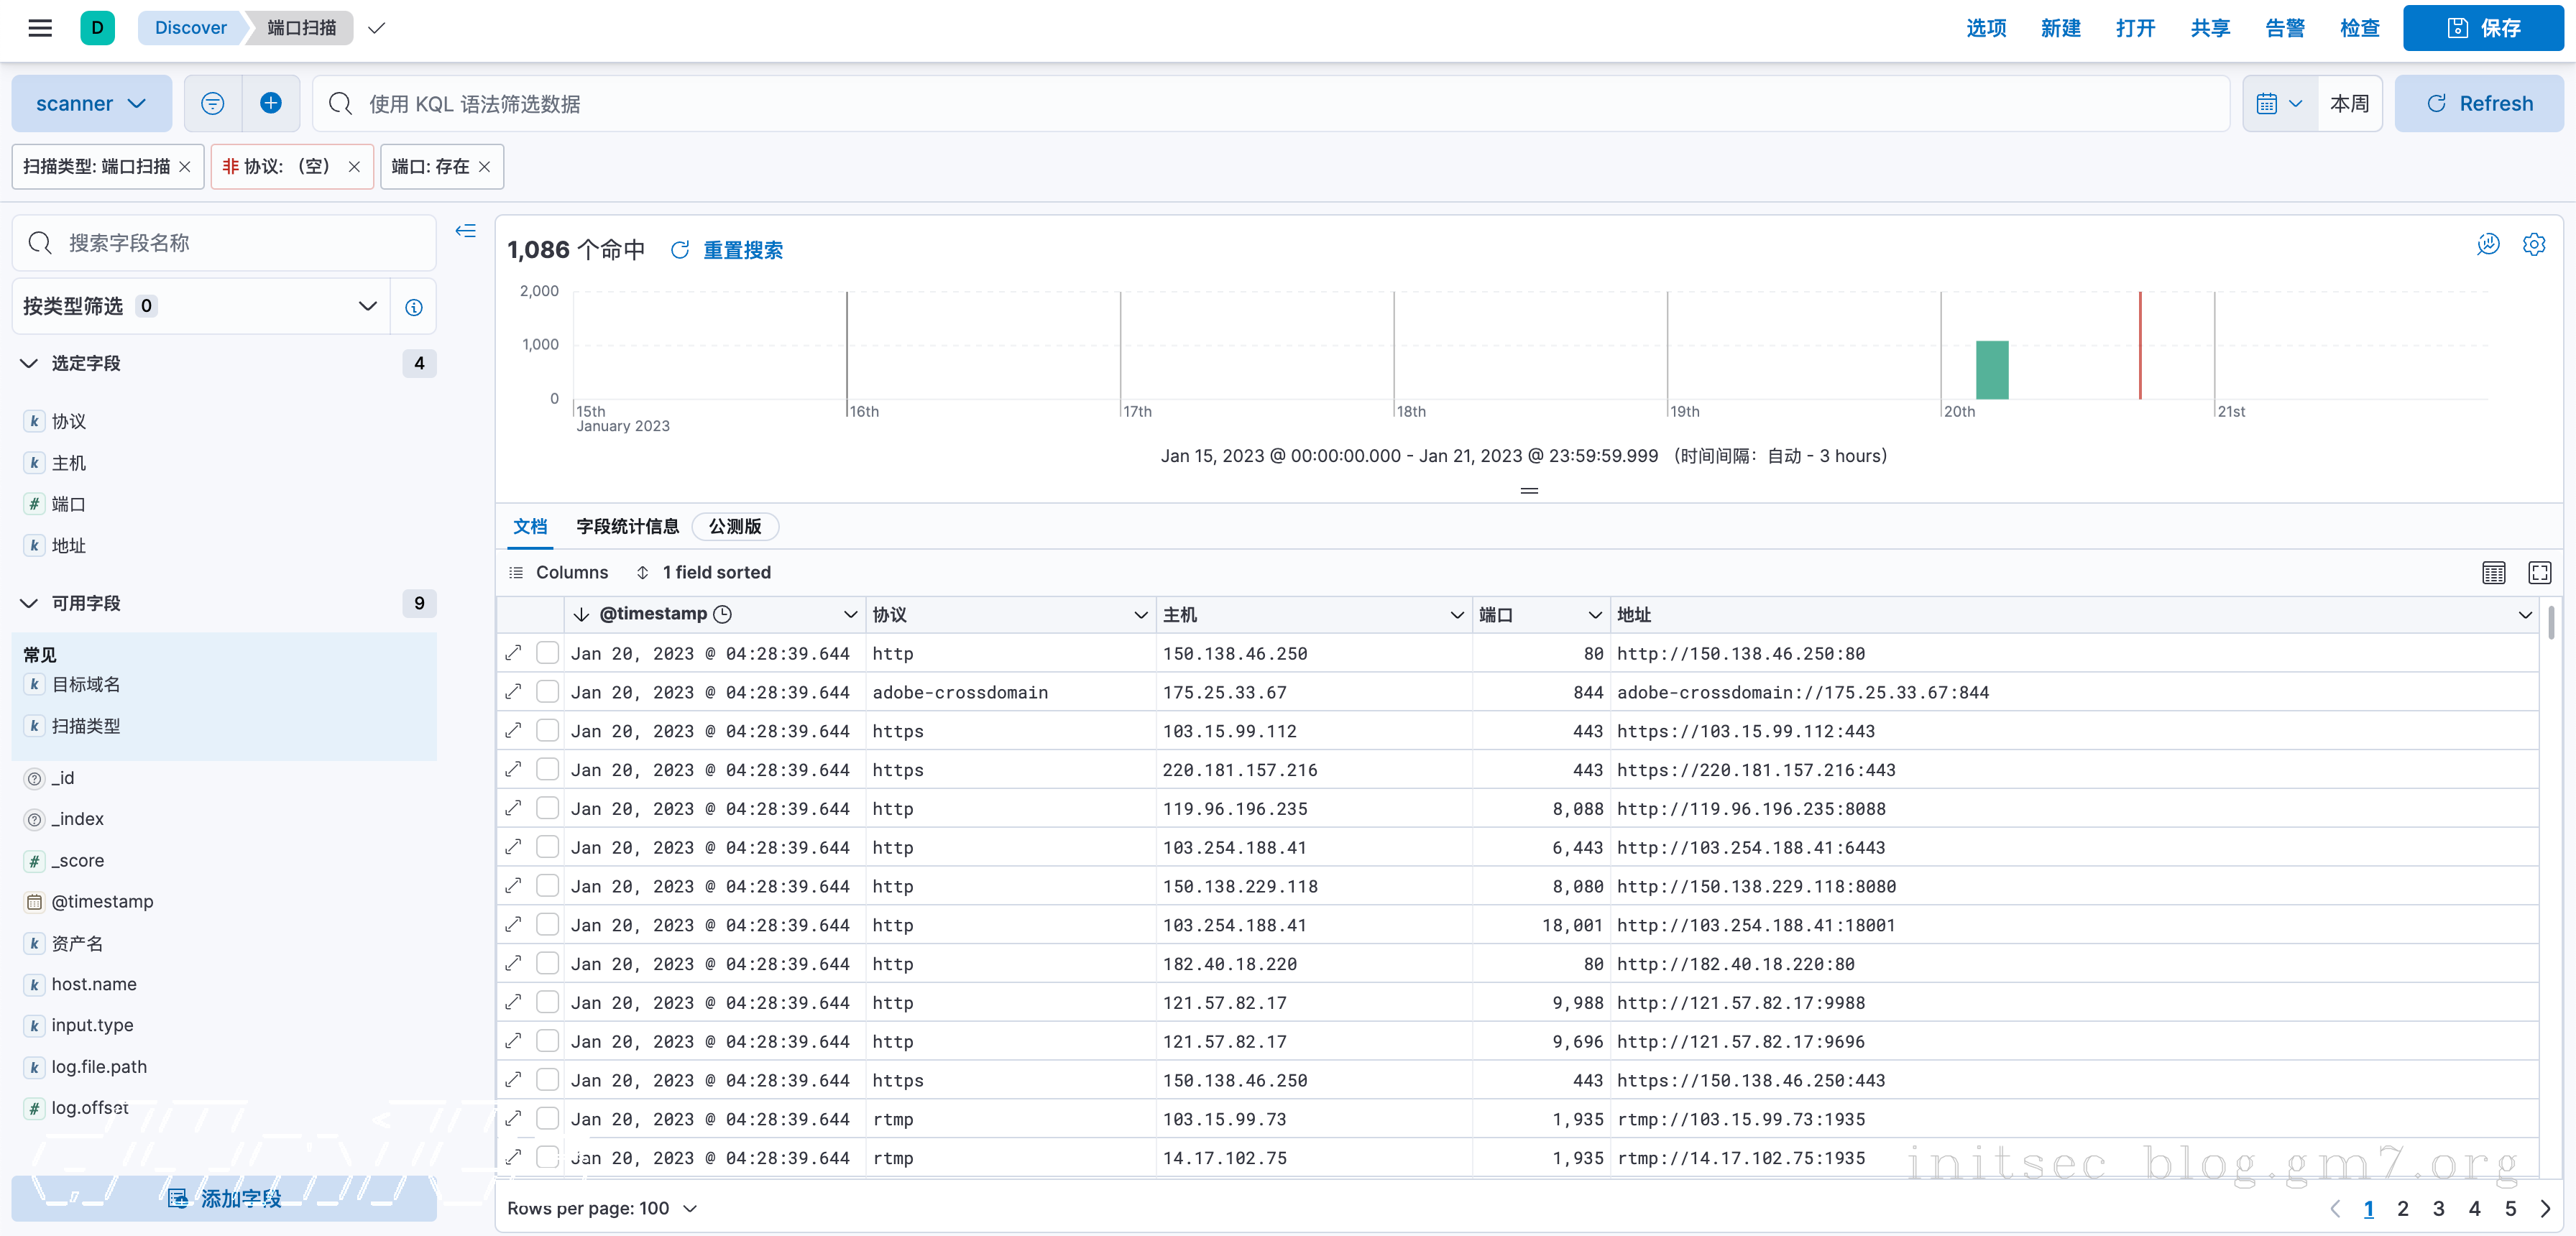 D Discover 端口扫描 选项 新建 打开 共享 告警 检查 保存
scanner 使用 KQL 语法筛选数据 本周 Refresh
扫描类型: 端口扫描 非 协议: （空） 端口: 存在
搜索字段名称
按类型筛选 0
选定字段 4
k 协议
k 主机
# 端口
k 地址
可用字段 9
常见
k 目标域名
k 扫描类型
_id
_index
# _score
@timestamp
k 资产名
k host.name
k input.type
k log.file.path
# log.offset
添加字段
1,086 个命中 重置搜索
2,000
1,000
0
15th 16th 17th 18th 19th 20th 21st
January 2023
Jan 15, 2023 @ 00:00:00.000 - Jan 21, 2023 @ 23:59:59.999 （时间间隔：自动 - 3 hours）
文档 字段统计信息 公测版
Columns 1 field sorted
@timestamp 协议 主机 端口 地址
Jan 20, 2023 @ 04:28:39.644 http 150.138.46.250 80 http://150.138.46.250:80
Jan 20, 2023 @ 04:28:39.644 adobe-crossdomain 175.25.33.67 844 adobe-crossdomain://175.25.33.67:844
Jan 20, 2023 @ 04:28:39.644 https 103.15.99.112 443 https://103.15.99.112:443
Jan 20, 2023 @ 04:28:39.644 https 220.181.157.216 443 https://220.181.157.216:443
Jan 20, 2023 @ 04:28:39.644 http 119.96.196.235 8,088 http://119.96.196.235:8088
Jan 20, 2023 @ 04:28:39.644 http 103.254.188.41 6,443 http://103.254.188.41:6443
Jan 20, 2023 @ 04:28:39.644 http 150.138.229.118 8,080 http://150.138.229.118:8080
Jan 20, 2023 @ 04:28:39.644 http 103.254.188.41 18,001 http://103.254.188.41:18001
Jan 20, 2023 @ 04:28:39.644 http 182.40.18.220 80 http://182.40.18.220:80
Jan 20, 2023 @ 04:28:39.644 http 121.57.82.17 9,988 http://121.57.82.17:9988
Jan 20, 2023 @ 04:28:39.644 http 121.57.82.17 9,696 http://121.57.82.17:9696
Jan 20, 2023 @ 04:28:39.644 https 150.138.46.250 443 https://150.138.46.250:443
Jan 20, 2023 @ 04:28:39.644 rtmp 103.15.99.73 1,935 rtmp://103.15.99.73:1935
Jan 20, 2023 @ 04:28:39.644 rtmp 14.17.102.75 1,935 rtmp://14.17.102.75:1935
initsec blog.gm7.org
Rows per page: 100 1 2 3 4 5